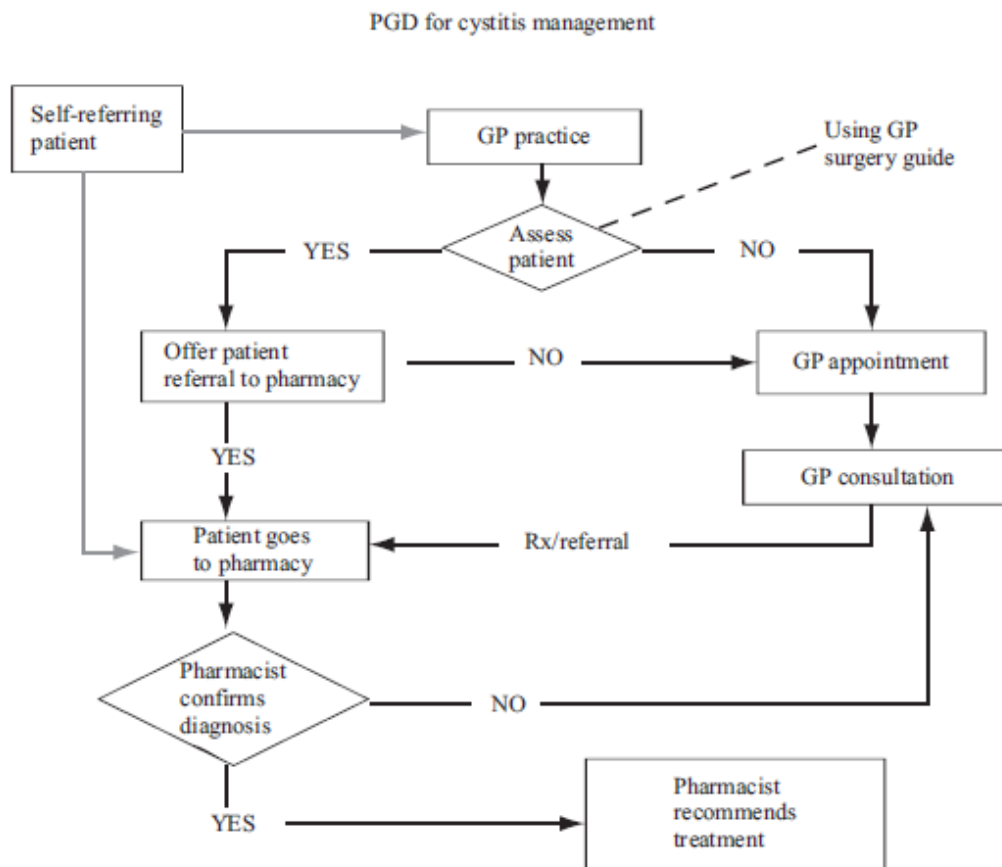 PGD for cystitis management
Self-referring
patient
GP practice
Using GP
surgery guide
Assess
patient
YES
NO
Offer patient
referral to pharmacy
NO
GP appointment
YES
GP consultation
Patient goes
to pharmacy
Rx/referral
Pharmacist
confirms
diagnosis
NO
YES
Pharmacist
recommends
treatment